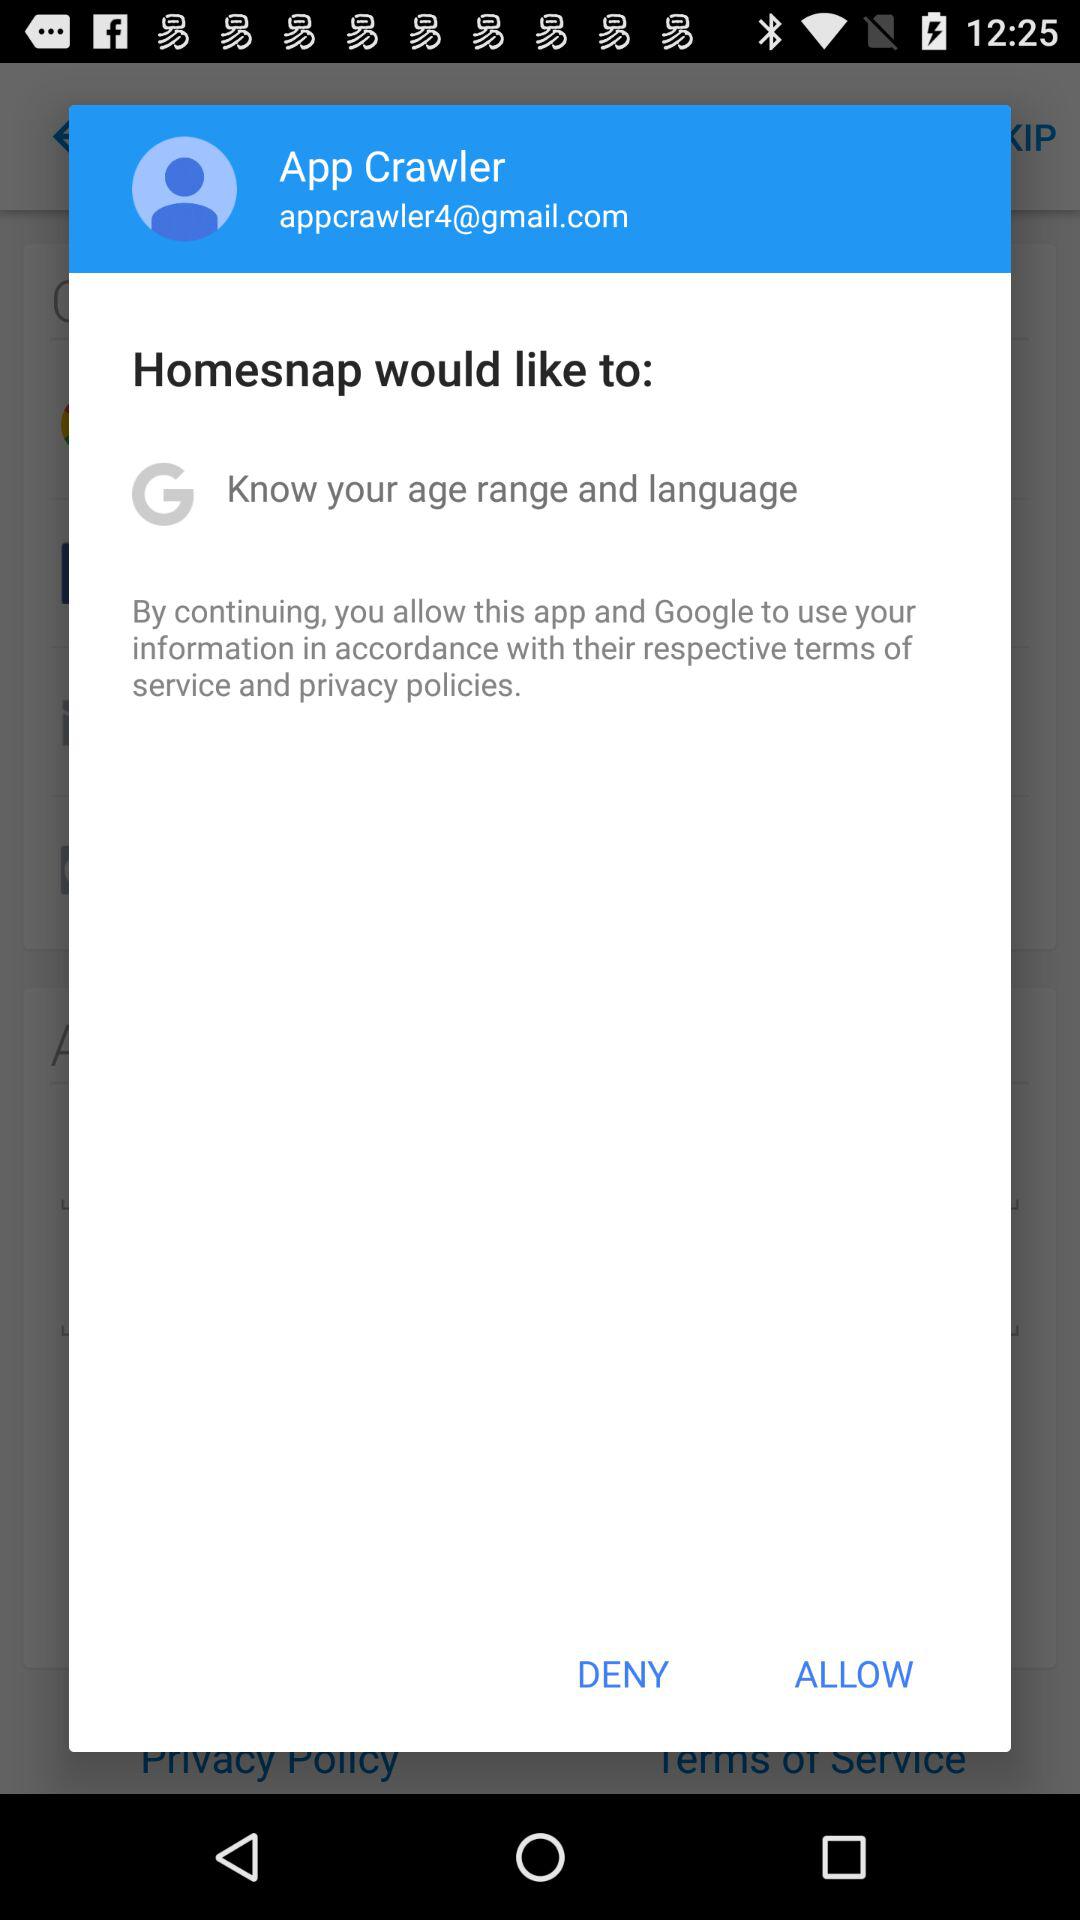 12:25
KIP
App Crawler
appcrawler4@gmail.com
Homesnap would like to:
Know your age range and language
By continuing, you allow this app and Google to use your
information in accordance with their respective terms of
service and privacy policies.
DENY ALLOW
Privacy Policy Terms of Service